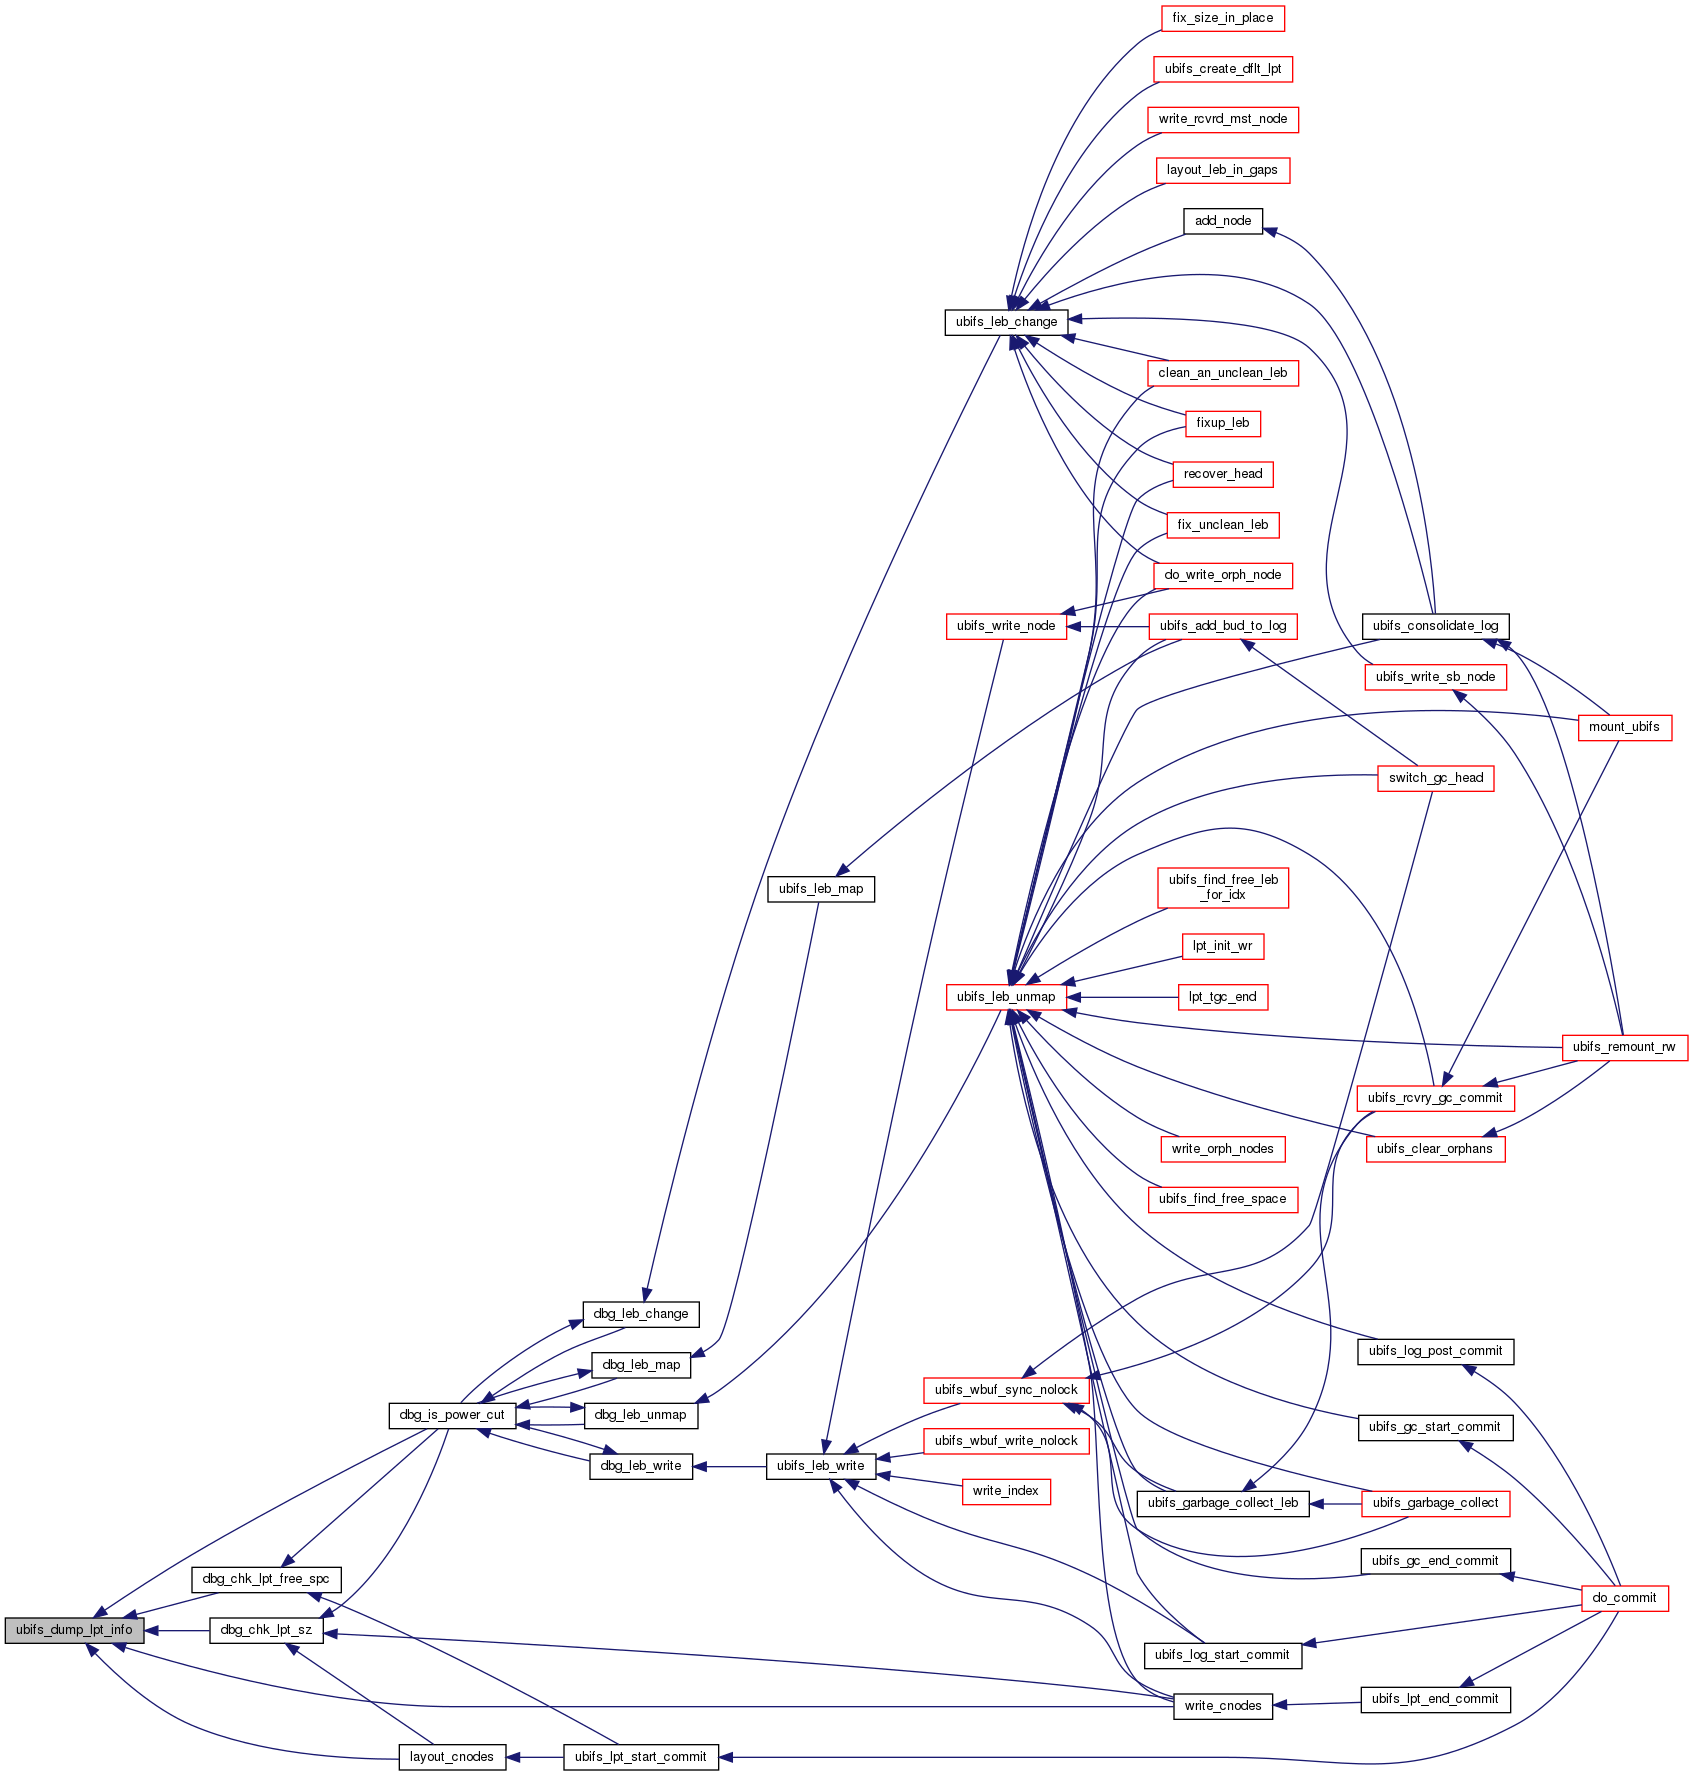 fix_size_in_place
ubifs_create_dflt_lpt
write_rcvrd_mst_node
layout_leb_in_gaps
add_node
ubifs_leb_change
clean_an_unclean_leb
fixup_leb
recover_head
fix_unclean_leb
do_write_orph_node
ubifs_write_node
ubifs_add_bud_to_log
ubifs_consolidate_log
ubifs_write_sb_node
mount_ubifs
switch_gc_head
ubifs_leb_map
ubifs_find_free_leb
_for_idx
lpt_init_wr
ubifs_leb_unmap
lpt_tgc_end
ubifs_remount_rw
ubifs_rcvry_gc_commit
write_orph_nodes
ubifs_clear_orphans
ubifs_find_free_space
dbg_leb_change
ubifs_log_post_commit
dbg_leb_map
ubifs_wbuf_sync_nolock
dbg_is_power_cut
dbg_leb_unmap
ubifs_gc_start_commit
ubifs_wbuf_write_nolock
dbg_leb_write
ubifs_leb_write
write_index
ubifs_garbage_collect_leb
ubifs_garbage_collect
ubifs_gc_end_commit
dbg_chk_lpt_free_spc
do_commit
ubifs_dump_lpt_info
dbg_chk_lpt_sz
ubifs_log_start_commit
write_cnodes
ubifs_lpt_end_commit
layout_cnodes
ubifs_lpt_start_commit